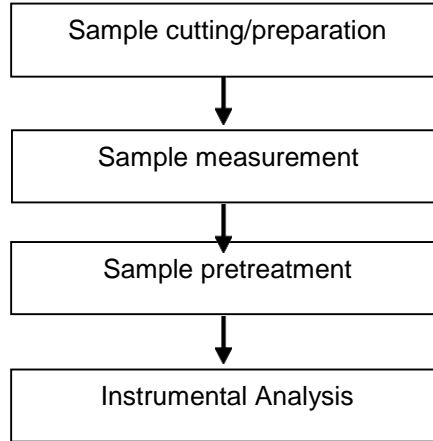 Sample cutting/preparation
Sample measurement
Sample pretreatment
Instrumental Analysis